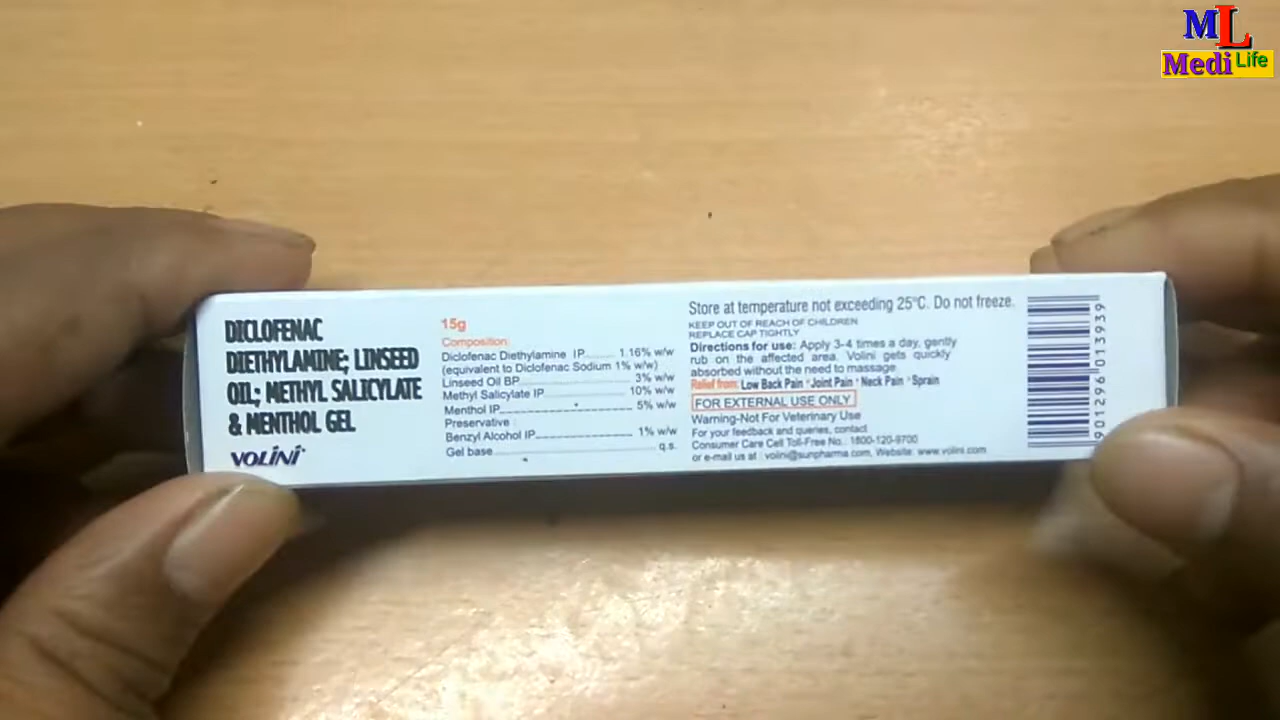 ML
Medi Life
DICLOFENAC
DIETHYLAMINE; LINSEED
OIL; METHYL SALICYLATE
& MENTHOL GEL
VOLINI
15g
Composition:
Diclofenac Diethylamine IP....... 1.16% w/w
(equivalent to Diclofenac Sodium 1% w/w)
Linseed Oil BP 3% w/w
Methyl Salicylate IP 10% w/w
Menthol IP 5% w/w
Preservative :
Benzyl Alcohol IP 1% w/w
Gel base q.s.
Store at temperature not exceeding 25°C. Do not freeze.
KEEP OUT OF REACH OF CHILDREN
REPLACE CAP TIGHTLY
Directions for use: Apply 3-4 times a day, gently
rub on the affected area. Volini gets quickly
absorbed without the need to massage.
Relief from: Low Back Pain • Joint Pain • Neck Pain • Sprain
FOR EXTERNAL USE ONLY
Warning-Not For Veterinary Use
For your feedback and queries, contact
Consumer Care Cell Toll-Free No.: 1800-120-9700
or e-mail us at : volini@sunpharma.com, Website: www.volini.com
901296 013939